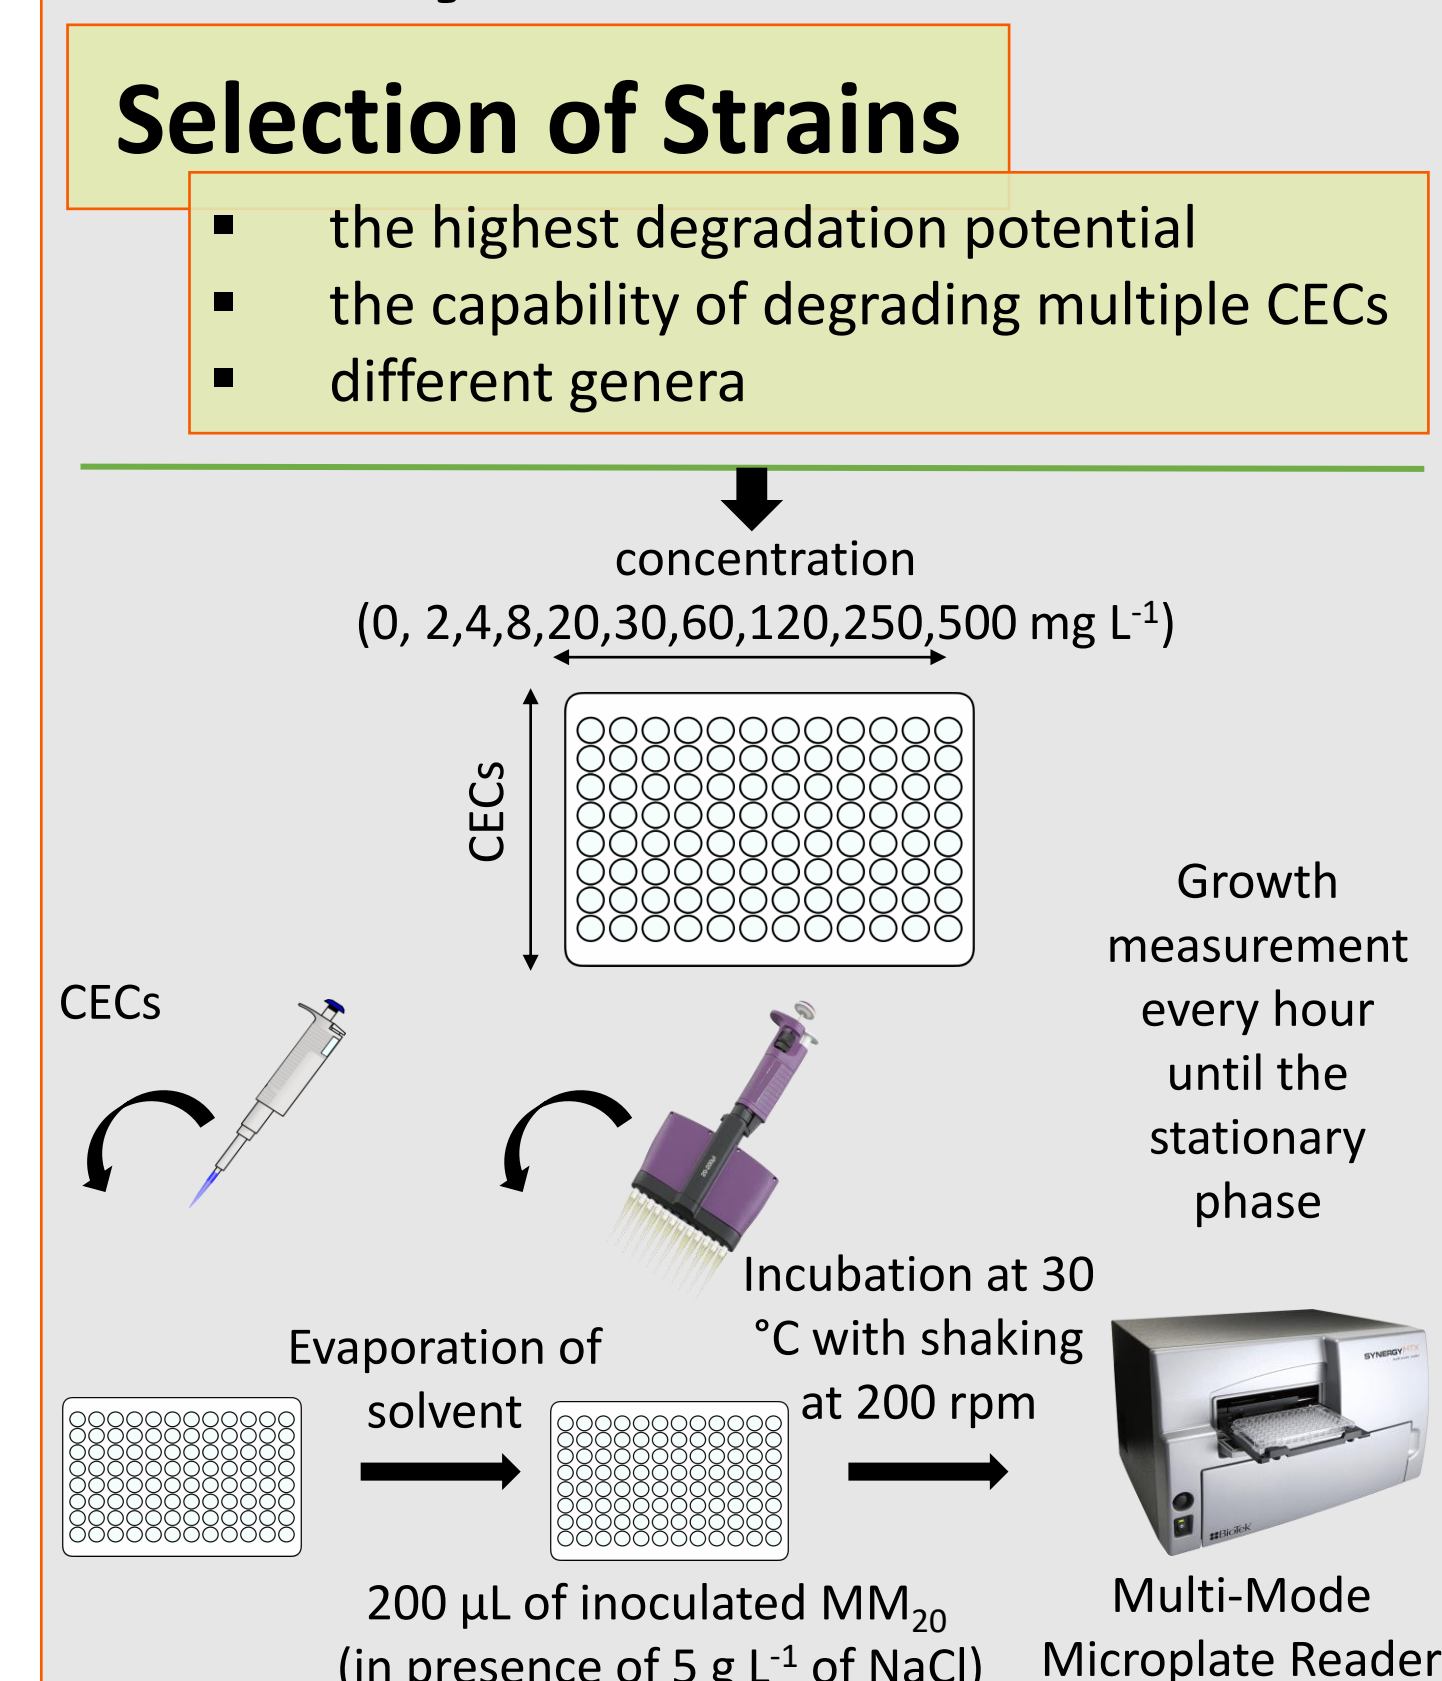 Selection of Strains
▪ the highest degradation potential
▪ the capability of degrading multiple CECs
▪ different genera
concentration
(0, 2,4,8,20,30,60,120,250,500 mg L⁻¹)
CECs
Growth
measurement
every hour
until the
stationary
phase
CECs
Incubation at 30
°C with shaking
at 200 rpm
Evaporation of
solvent
SYNERGY HTX
BioTek
200 µL of inoculated MM₂₀
(in presence of 5 g L⁻¹ of NaCl)
Multi-Mode
Microplate Reader